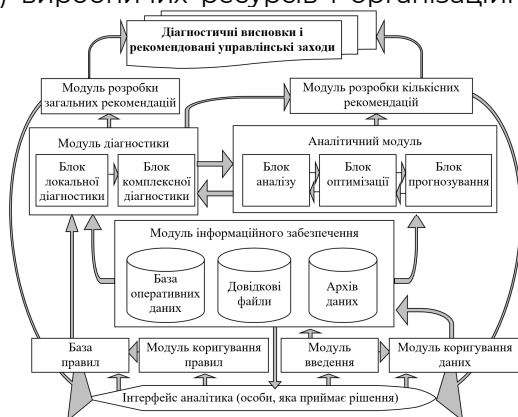 ) виробничих ресурсів і організаційн
Діагностичні висновки і
рекомендовані управлінські заходи
Модуль розробки
загальних рекомендацій
Модуль розробки кількісних
рекомендацій
Модуль діагностики
Блок
локальної
діагностики
Блок
комплексної
діагностики
Аналітичний модуль
Блок
аналізу
Блок
оптимізації
Блок
прогнозування
Модуль інформаційного забезпечення
База
оперативних
даних
Довідкові
файли
Архів
даних
База
правил
Модуль коригування
правил
Модуль
введення
Модуль коригування
даних
Інтерфейс аналітика (особи, яка приймає рішення)